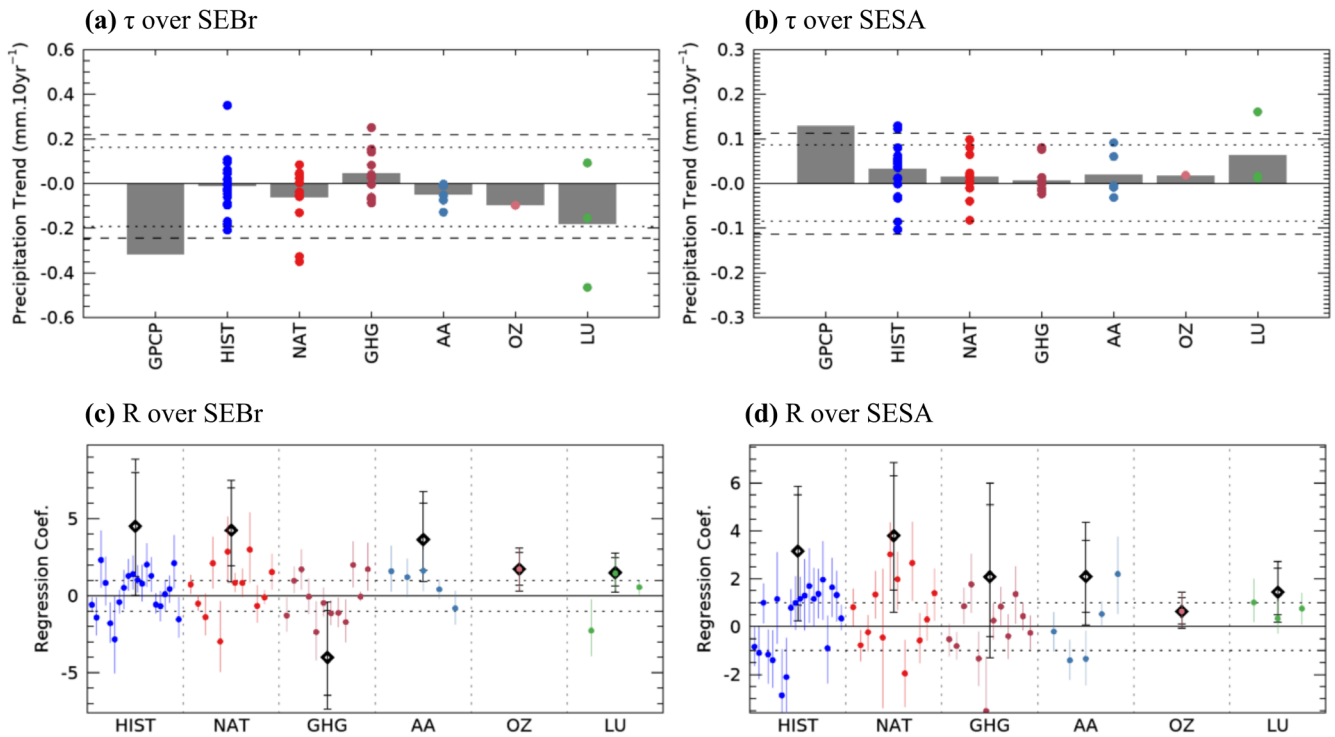 (a) τ over SEBr
(b) τ over SESA
Precipitation Trend (mm.10yr⁻¹)
0.6
0.4
0.2
-0.0
-0.2
-0.4
-0.6
GPCP HIST NAT GHG AA OZ LU
Precipitation Trend (mm.10yr⁻¹)
0.3
0.2
0.1
-0.0
-0.1
-0.2
-0.3
GPCP HIST NAT GHG AA OZ LU
(c) R over SEBr
(d) R over SESA
Regression Coef.
5
0
-5
HIST NAT GHG AA OZ LU
Regression Coef.
6
4
2
0
-2
HIST NAT GHG AA OZ LU